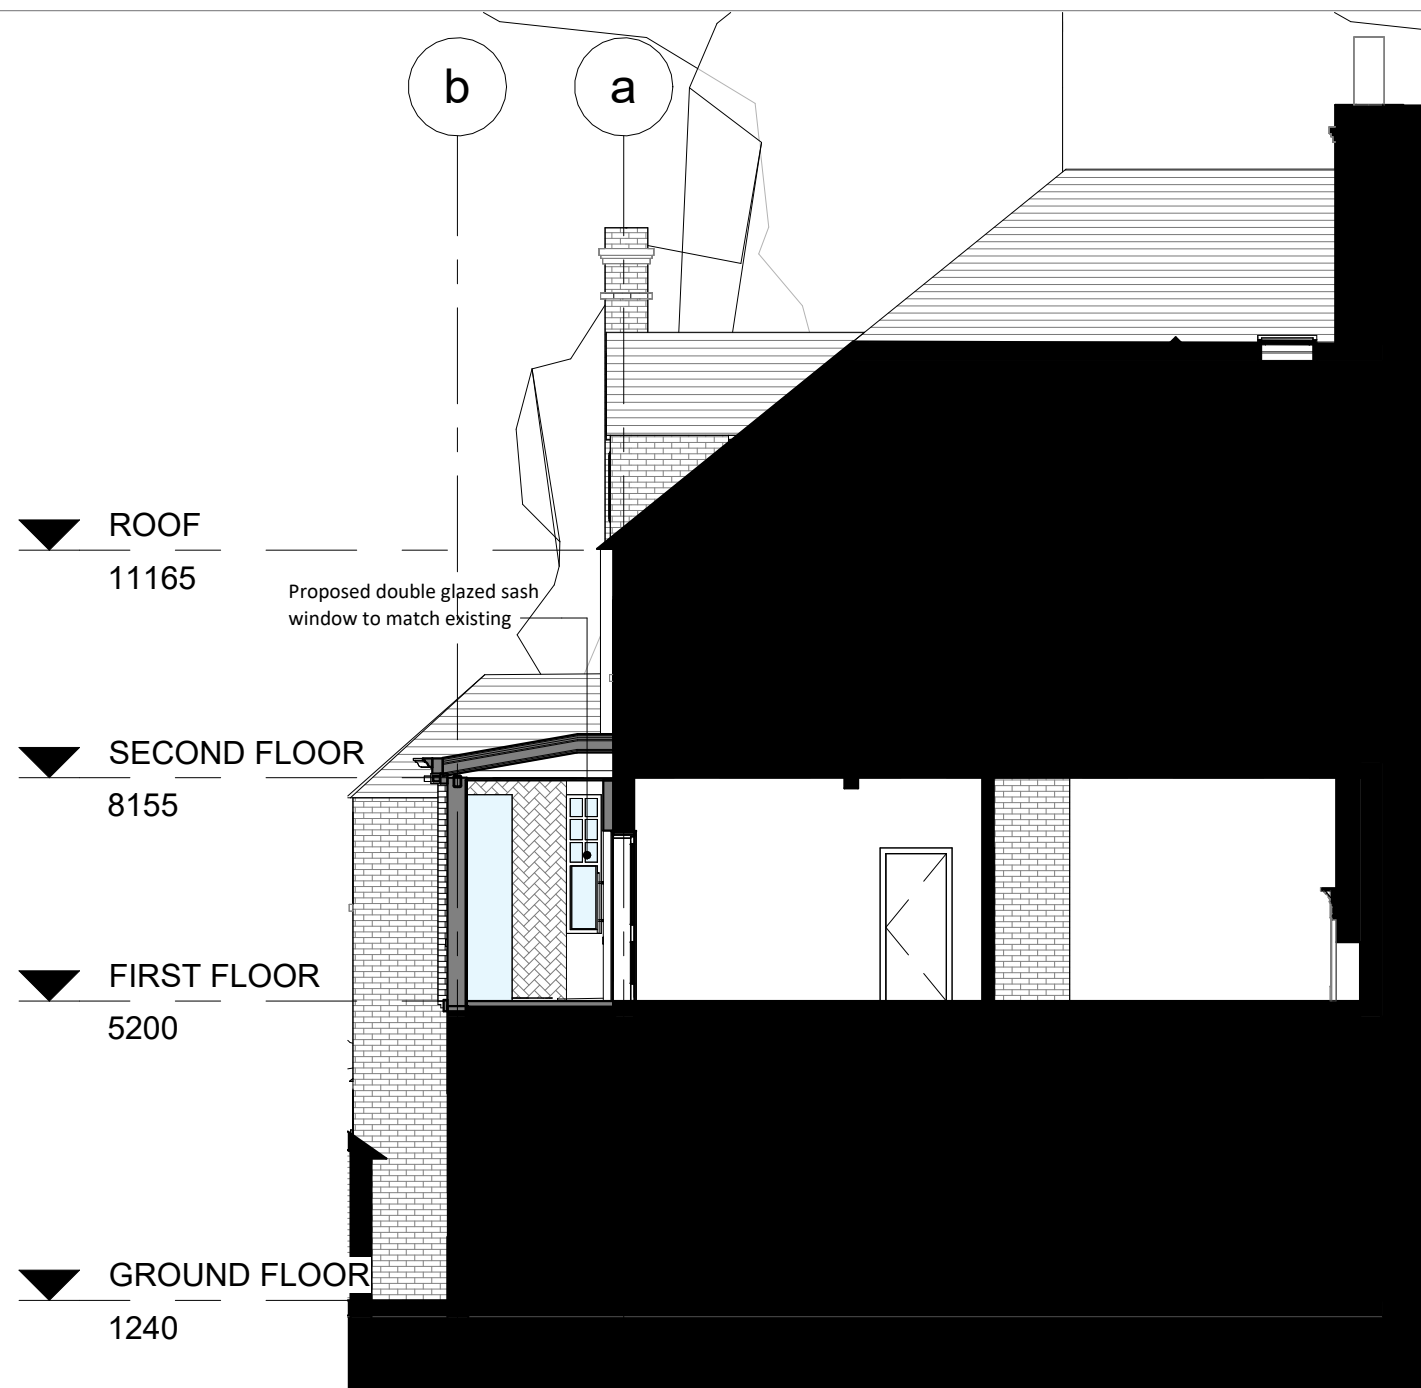 b
a
ROOF
11165
Proposed double glazed sash
window to match existing
SECOND FLOOR
8155
FIRST FLOOR
5200
GROUND FLOOR
1240